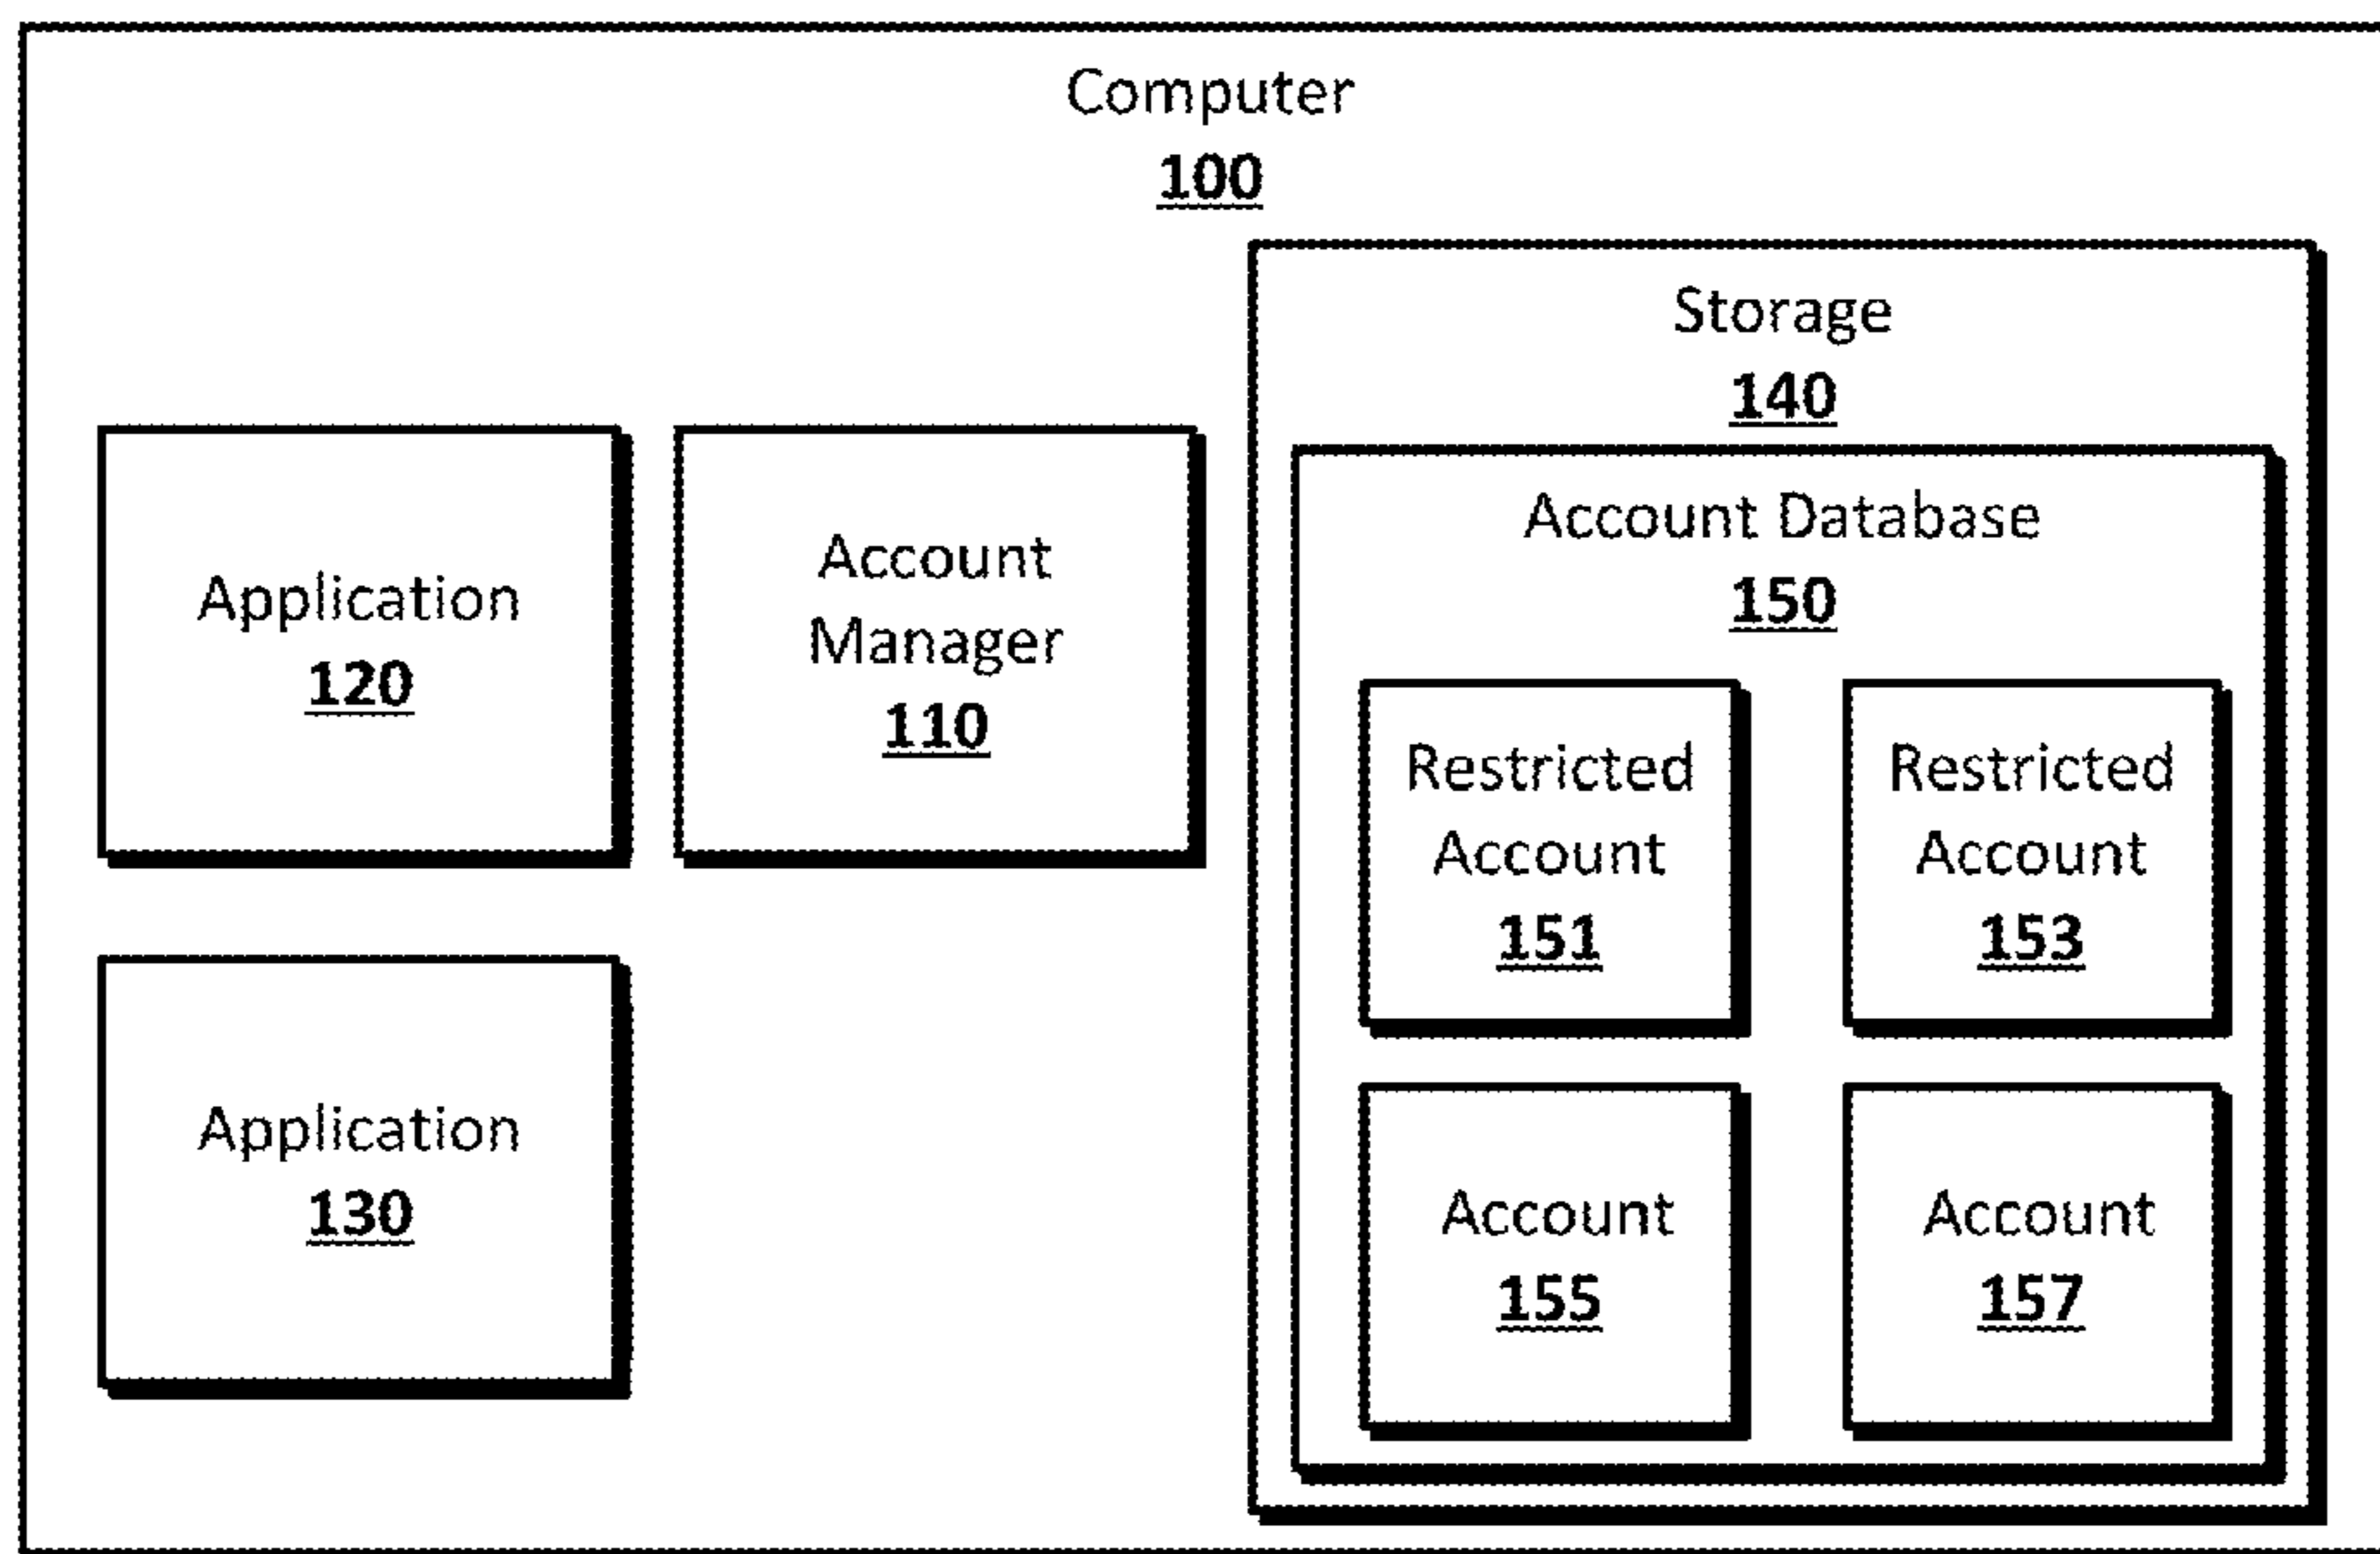 Computer
100
Storage
140
Application
120
Account
Manager
110
Account Database
150
Restricted
Account
151
Restricted
Account
153
Application
130
Account
155
Account
157